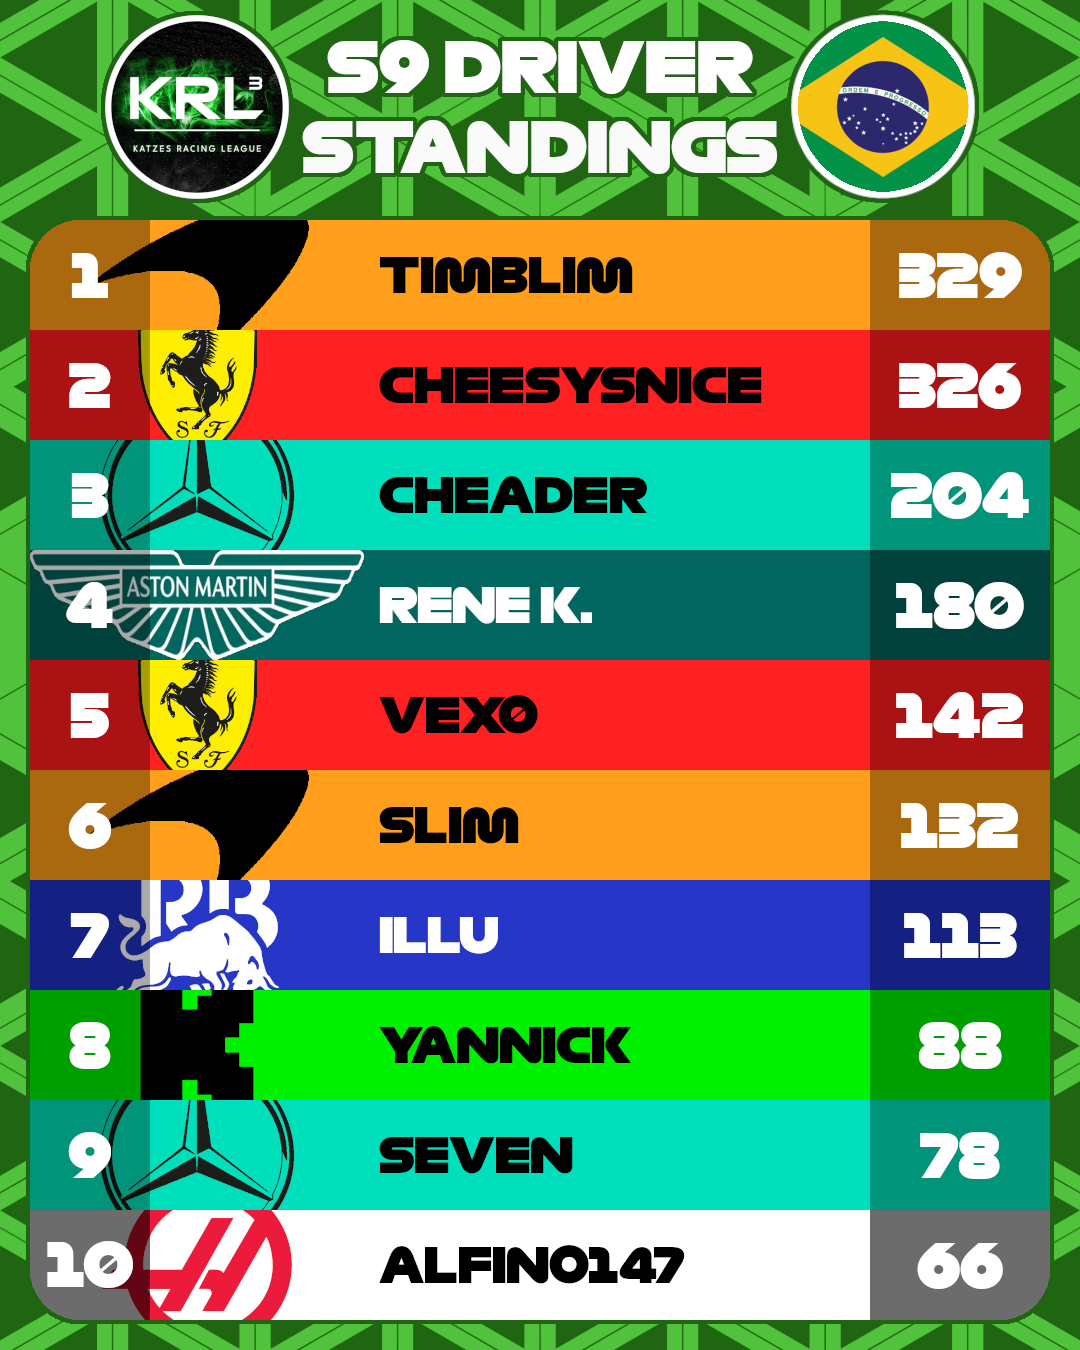 KRL3
KATZES RACING LEAGUE
S9 DRIVER
STANDINGS
ORDEM E PROGRESSO
1 TIMBLIM 329
2 S F CHEESYSNICE 326
3 CHEADER 204
4 ASTON MARTIN RENE K. 180
5 S F VEXO 142
6 SLIM 132
7 RB ILLU 113
8 K YANNICK 88
9 SEVEN 78
10 ALFINO147 66